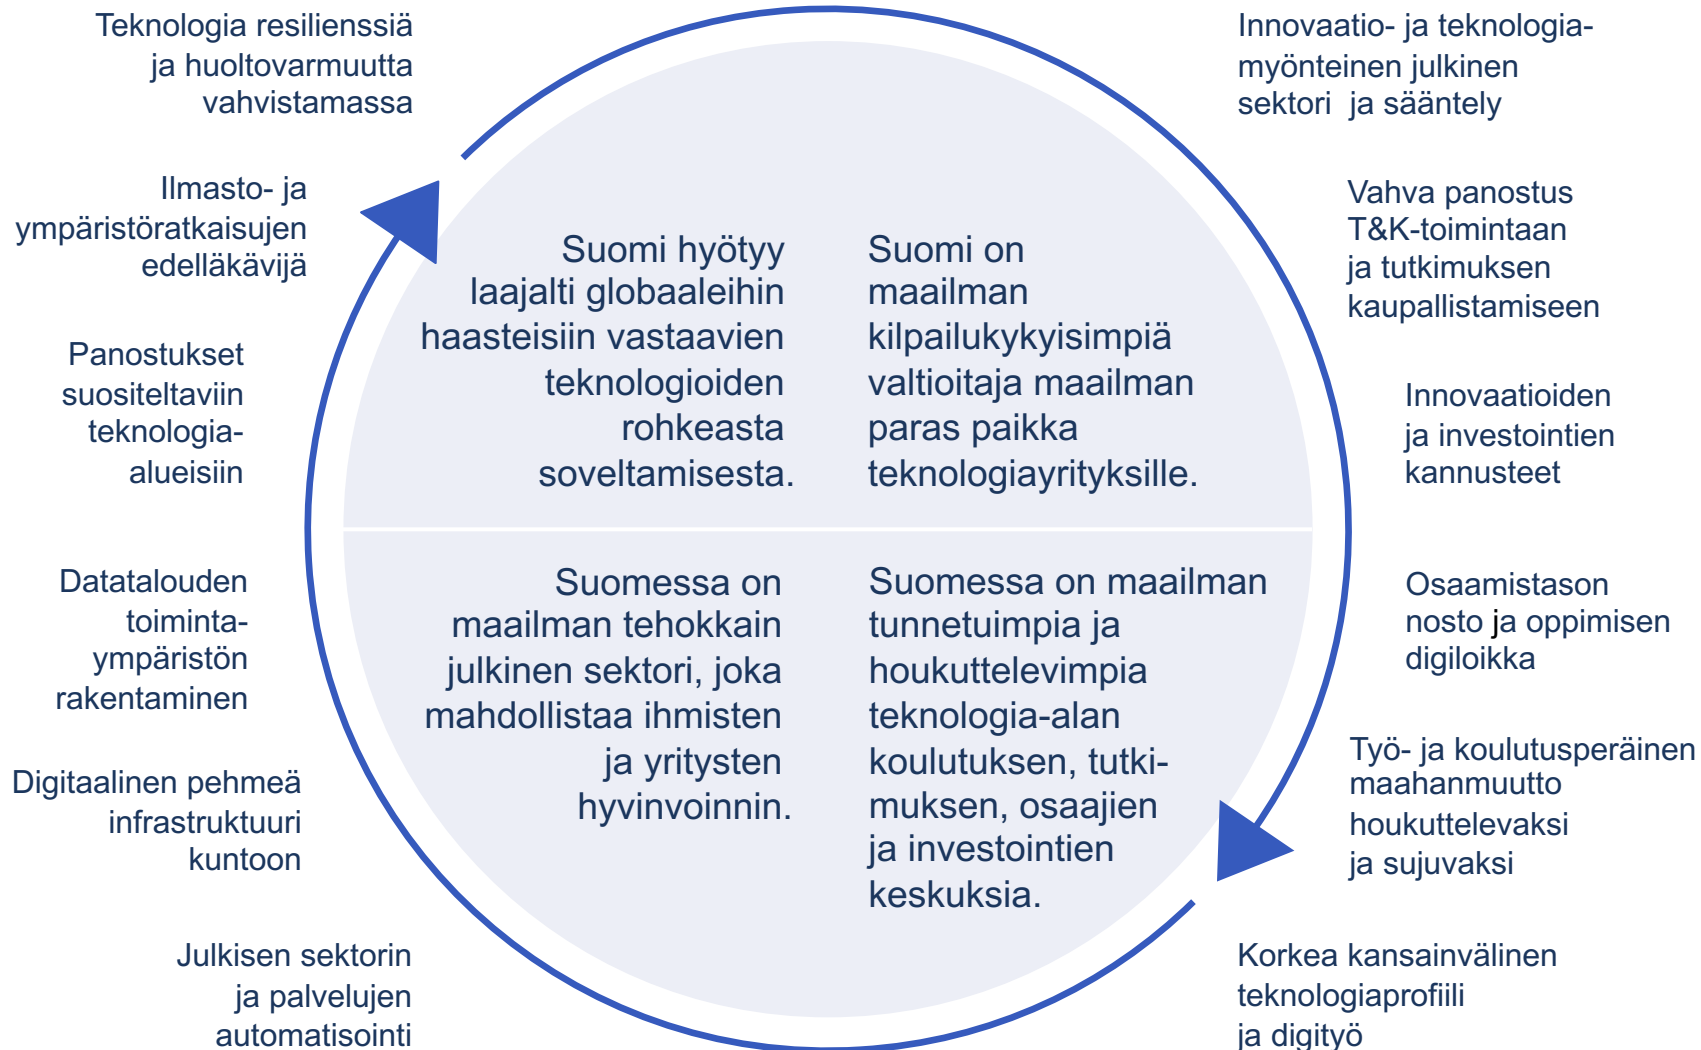 Teknologia resilienssiä
ja huoltovarmuutta
vahvistamassa
Ilmasto- ja
ympäristöratkaisujen
edelläkävijä
Panostukset
suositeltaviin
teknologia-
alueisiin
Datatalouden
toiminta-
ympäristön
rakentaminen
Digitaalinen pehmeä
infrastruktuuri
kuntoon
Julkisen sektorin
ja palvelujen
automatisointi
Suomi hyötyy
laajalti globaaleihin
haasteisiin vastaavien
teknologioiden
rohkeasta
soveltamisesta.
Suomi on
maailman
kilpailukykyisimpiä
valtioitaja maailman
paras paikka
teknologiayrityksille.
Suomessa on
maailman tehokkain
julkinen sektori, joka
mahdollistaa ihmisten
ja yritysten
hyvinvoinnin.
Suomessa on maailman
tunnetuimpia ja
houkuttelevimpia
teknologia-alan
koulutuksen, tutki-
muksen, osaajien
ja investointien
keskuksia.
Innovaatio- ja teknologia-
myönteinen julkinen
sektori ja sääntely
Vahva panostus
T&K-toimintaan
ja tutkimuksen
kaupallistamiseen
Innovaatioiden
ja investointien
kannusteet
Osaamistason
nosto ja oppimisen
digiloikka
Työ- ja koulutusperäinen
maahanmuutto
houkuttelevaksi
ja sujuvaksi
Korkea kansainvälinen
teknologiaprofiili
ja digityö